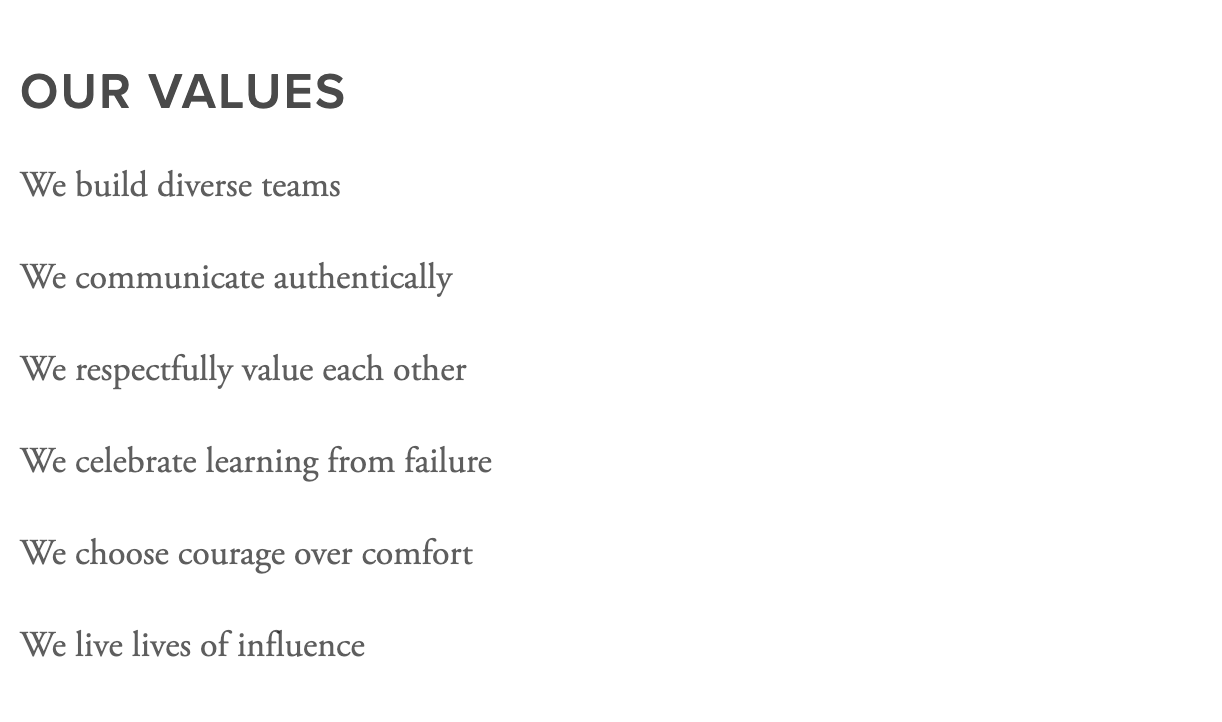 OUR VALUES
We build diverse teams
We communicate authentically
We respectfully value each other
We celebrate learning from failure
We choose courage over comfort
We live lives of influence